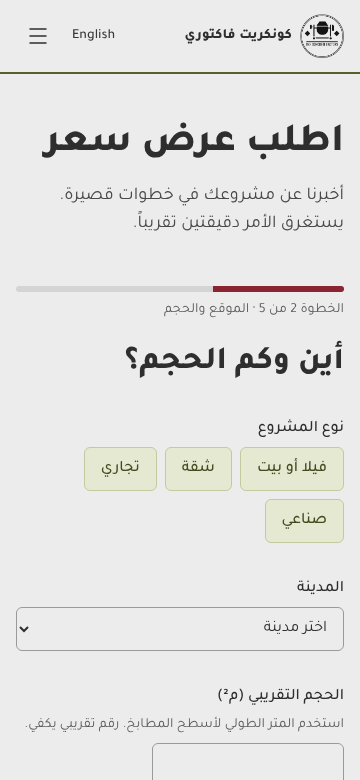 كونكريت فاكتوري
English
اطلب عرض سعر
أخبرنا عن مشروعك في خطوات قصيرة.
يستغرق الأمر دقيقتين تقريباً.
الخطوة 2 من 5 · الموقع والحجم
أين وكم الحجم؟
نوع المشروع
فيلا أو بيت
شقة
تجاري
صناعي
المدينة
اختر مدينة
الحجم التقريبي (م²)
استخدم المتر الطولي لأسطح المطابخ. رقم تقريبي يكفي.